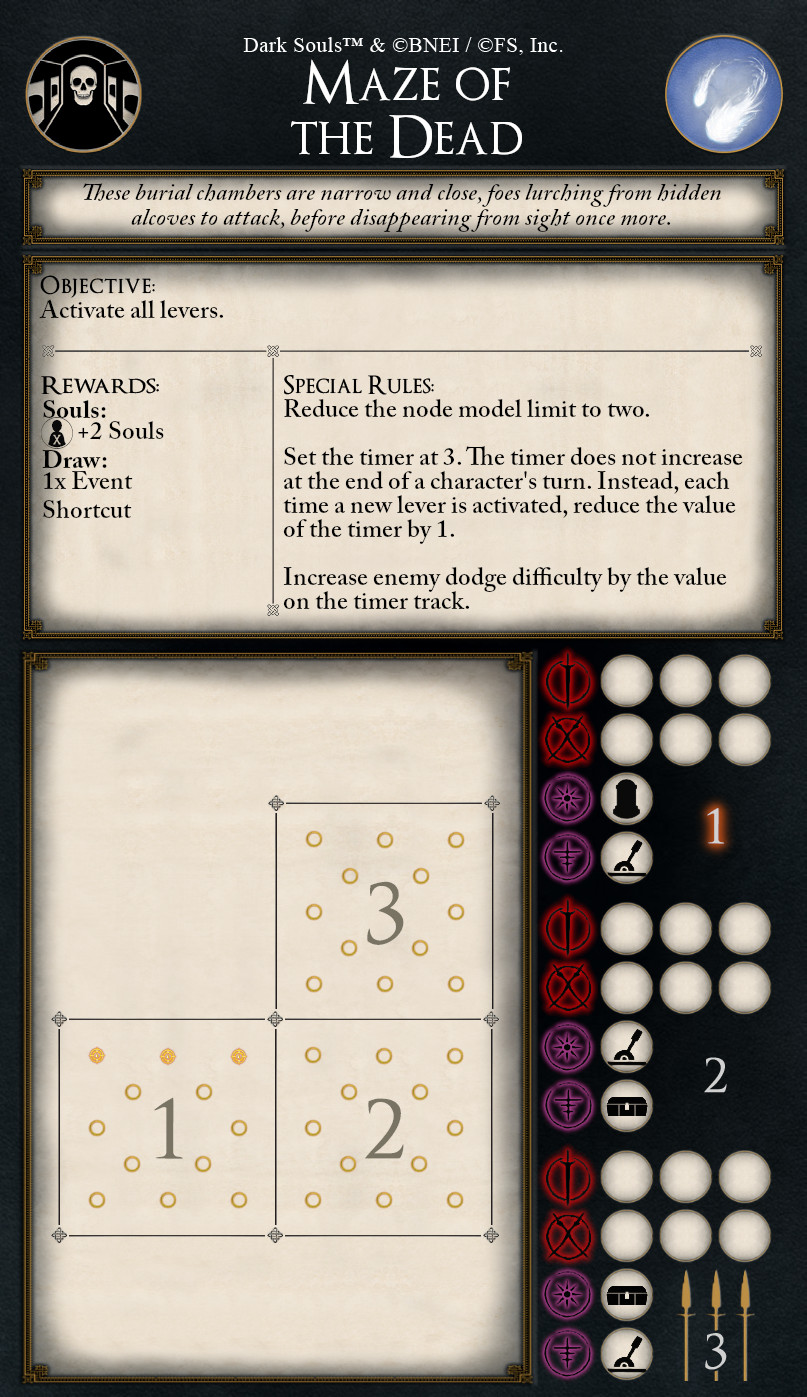 Dark Souls™ & ©BNEI / ©FS, Inc.
Maze of
the Dead
These burial chambers are narrow and close, foes lurching from hidden
alcoves to attack, before disappearing from sight once more.
Objective:
Activate all levers.
Rewards:
Souls:
X +2 Souls
Draw:
1x Event
Shortcut
Special Rules:
Reduce the node model limit to two.
Set the timer at 3. The timer does not increase
at the end of a character's turn. Instead, each
time a new lever is activated, reduce the value
of the timer by 1.
Increase enemy dodge difficulty by the value
on the timer track.
3
1
2
1
2
3